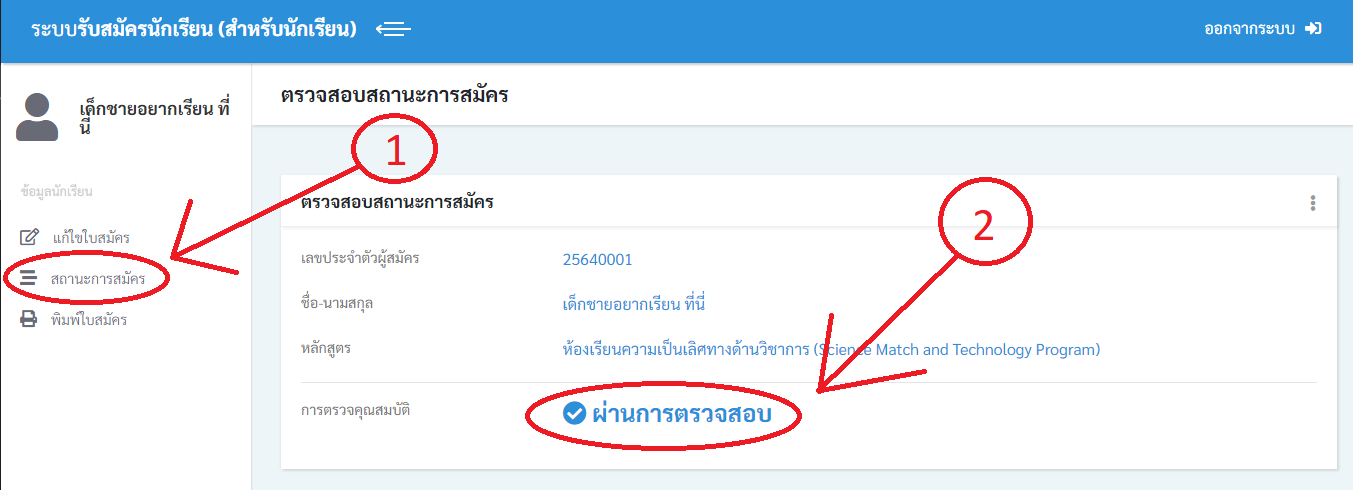 ระบบรับสมัครนักเรียน (สำหรับนักเรียน)
ออกจากระบบ
เด็กชายอยากเรียน ที่
นี่
ข้อมูลนักเรียน
แก้ไขใบสมัคร
สถานะการสมัคร
พิมพ์ใบสมัคร
ตรวจสอบสถานะการสมัคร
1
2
ตรวจสอบสถานะการสมัคร
เลขประจำตัวผู้สมัคร 25640001
ชื่อ-นามสกุล เด็กชายอยากเรียน ที่นี่
หลักสูตร ห้องเรียนความเป็นเลิศทางด้านวิชาการ (Science Match and Technology Program)
การตรวจคุณสมบัติ ผ่านการตรวจสอบ